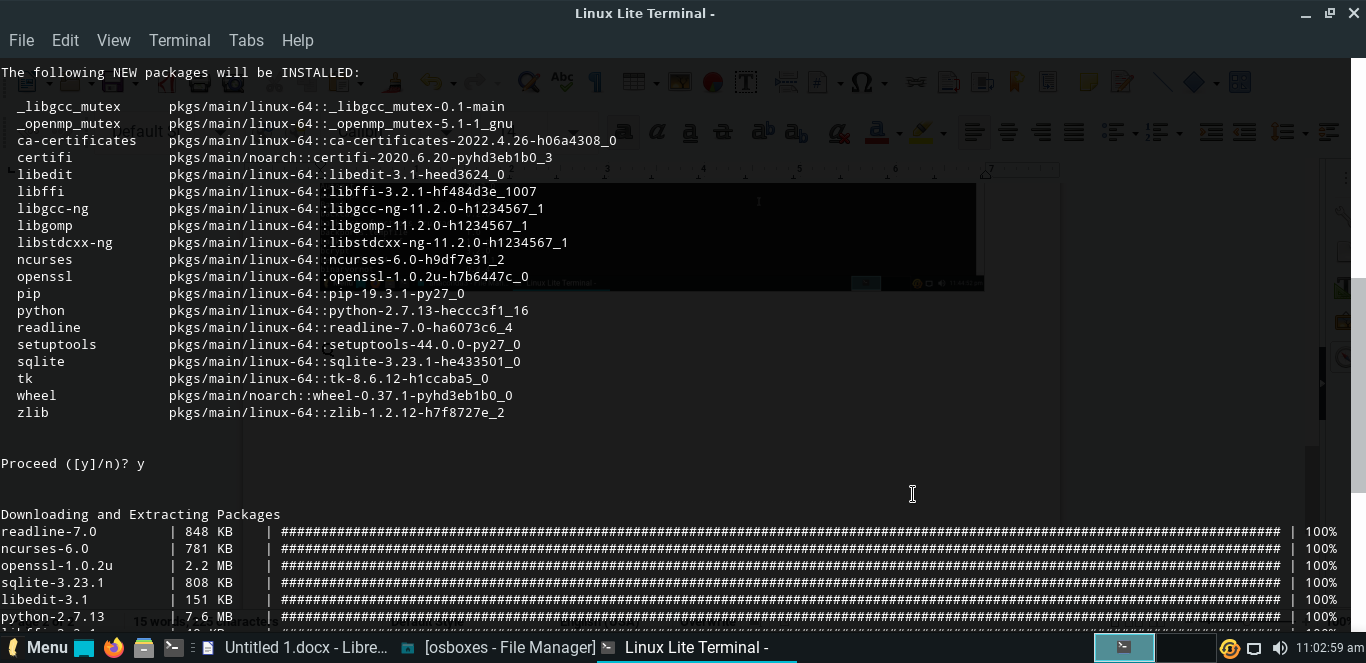 Linux Lite Terminal -
File Edit View Terminal Tabs Help
The following NEW packages will be INSTALLED:
_libgcc_mutex pkgs/main/linux-64::_libgcc_mutex-0.1-main
_openmp_mutex pkgs/main/linux-64::_openmp_mutex-5.1-1_gnu
ca-certificates pkgs/main/linux-64::ca-certificates-2022.4.26-h06a4308_0
certifi pkgs/main/noarch::certifi-2020.6.20-pyhd3eb1b0_3
libedit pkgs/main/linux-64::libedit-3.1-heed3624_0
libffi pkgs/main/linux-64::libffi-3.2.1-hf484d3e_1007
libgcc-ng pkgs/main/linux-64::libgcc-ng-11.2.0-h1234567_1
libgomp pkgs/main/linux-64::libgomp-11.2.0-h1234567_1
libstdcxx-ng pkgs/main/linux-64::libstdcxx-ng-11.2.0-h1234567_1
ncurses pkgs/main/linux-64::ncurses-6.0-h9df7e31_2
openssl pkgs/main/linux-64::openssl-1.0.2u-h7b6447c_0
pip pkgs/main/linux-64::pip-19.3.1-py27_0
python pkgs/main/linux-64::python-2.7.13-heccc3f1_16
readline pkgs/main/linux-64::readline-7.0-ha6073c6_4
setuptools pkgs/main/linux-64::setuptools-44.0.0-py27_0
sqlite pkgs/main/linux-64::sqlite-3.23.1-he433501_0
tk pkgs/main/linux-64::tk-8.6.12-h1ccaba5_0
wheel pkgs/main/noarch::wheel-0.37.1-pyhd3eb1b0_0
zlib pkgs/main/linux-64::zlib-1.2.12-h7f8727e_2
Proceed ([y]/n)? y
Downloading and Extracting Packages
readline-7.0 | 848 KB | ############################################################################################################################# | 100%
ncurses-6.0 | 781 KB | ############################################################################################################################# | 100%
openssl-1.0.2u | 2.2 MB | ############################################################################################################################# | 100%
sqlite-3.23.1 | 808 KB | ############################################################################################################################# | 100%
libedit-3.1 | 151 KB | ############################################################################################################################# | 100%
python-2.7.13 | 7.6 MB | ############################################################################################################################# | 100%
Menu Untitled 1.docx - Libre... [osboxes - File Manager] Linux Lite Terminal - 11:02:59 am